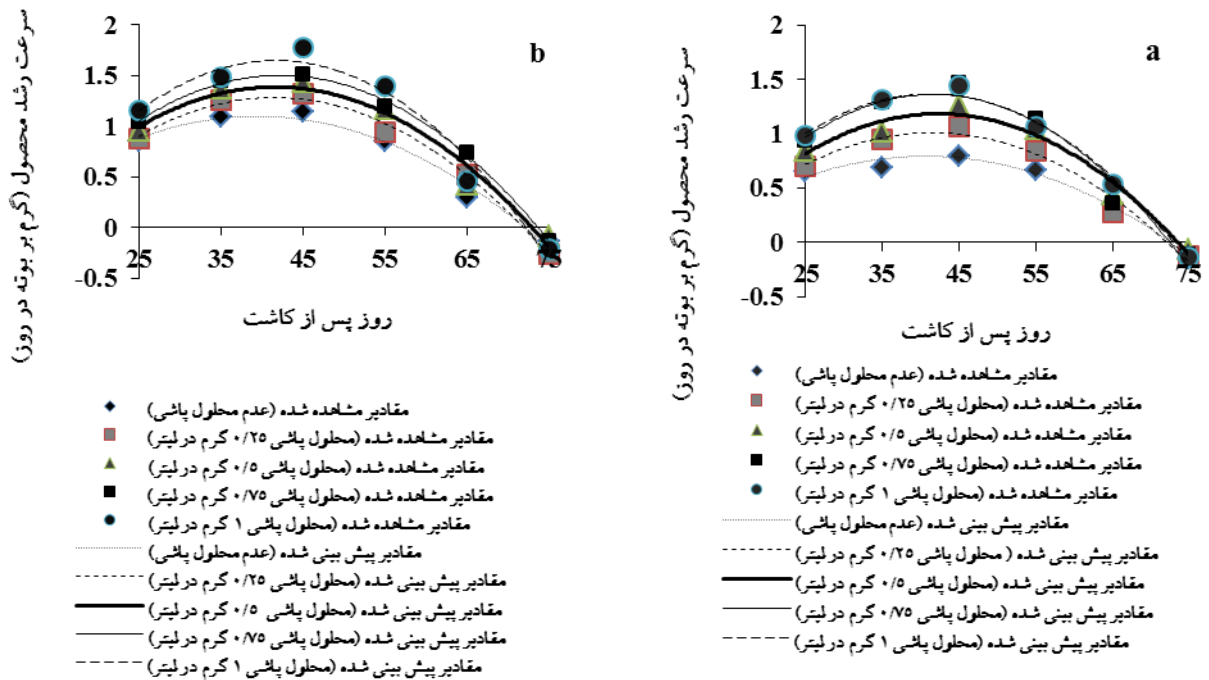 a
سرعت رشد محصول (گرم بر بوته در روز)
2
1.5
1
0.5
0
-0.5
25 35 45 55 65 75
روز پس از کاشت
مقادیر مشاهده شده (عدم محلول پاشی)
مقادیر مشاهده شده (محلول پاشی ۰/۲۵ گرم در لیتر)
مقادیر مشاهده شده (محلول پاشی ۰/۵ گرم در لیتر)
مقادیر مشاهده شده (محلول پاشی ۰/۷۵ گرم در لیتر)
مقادیر مشاهده شده (محلول پاشی ۱ گرم در لیتر)
مقادیر پیش بینی شده (عدم محلول پاشی)
مقادیر پیش بینی شده ( محلول پاشی ۰/۲۵ گرم در لیتر)
مقادیر پیش بینی شده (محلول پاشی ۰/۵ گرم در لیتر)
مقادیر پیش بینی شده (محلول پاشی ۰/۷۵ گرم در لیتر)
مقادیر پیش بینی شده (محلول پاشی ۱ گرم در لیتر)
b
سرعت رشد محصول (گرم بر بوته در روز)
2
1.5
1
0.5
0
-0.5
25 35 45 55 65 75
روز پس از کاشت
مقادیر مشاهده شده (عدم محلول پاشی)
مقادیر مشاهده شده (محلول پاشی ۰/۲۵ گرم در لیتر)
مقادیر مشاهده شده (محلول پاشی ۰/۵ گرم در لیتر)
مقادیر مشاهده شده (محلول پاشی ۰/۷۵ گرم در لیتر)
مقادیر مشاهده شده (محلول پاشی ۱ گرم در لیتر)
مقادیر پیش بینی شده (عدم محلول پاشی)
مقادیر پیش بینی شده (محلول پاشی ۰/۲۵ گرم در لیتر)
مقادیر پیش بینی شده (محلول پاشی ۰/۵ گرم در لیتر)
مقادیر پیش بینی شده (محلول پاشی ۰/۷۵ گرم در لیتر)
مقادیر پیش بینی شده (محلول پاشی ۱ گرم در لیتر)